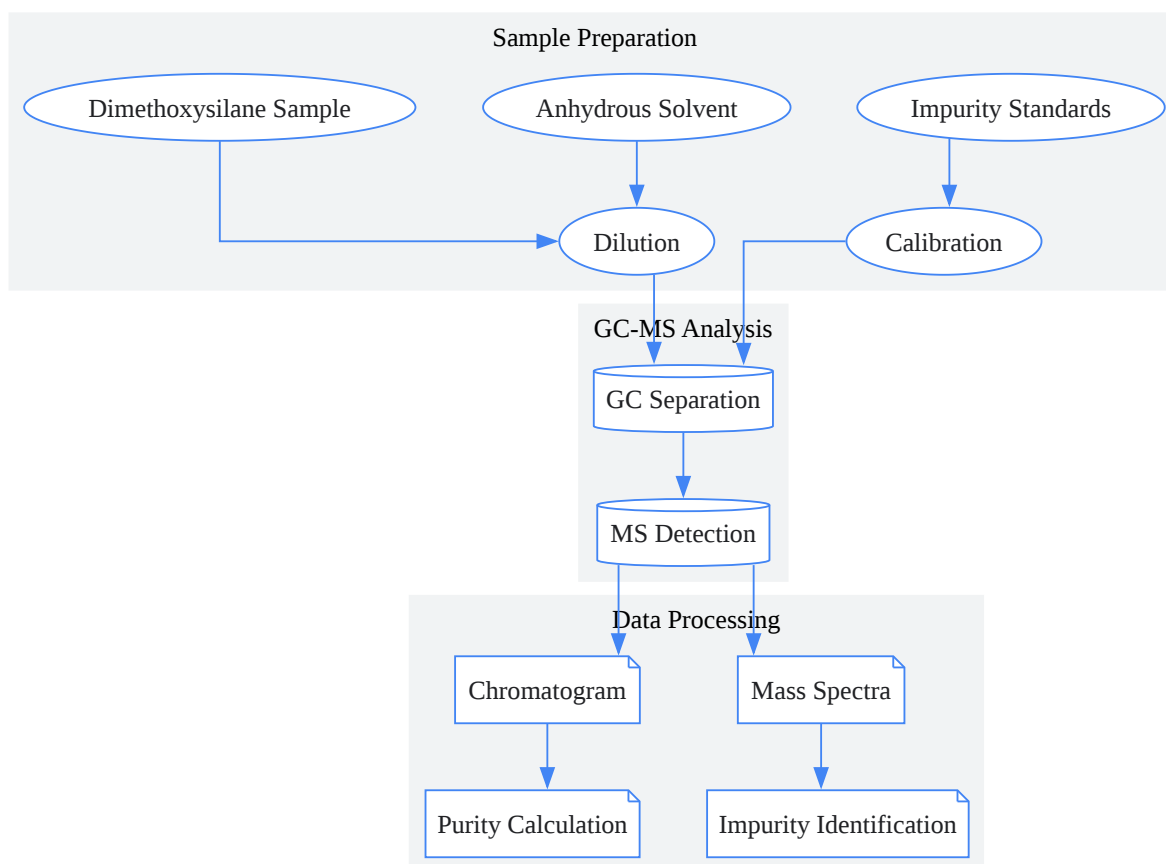 Sample Preparation
Dimethoxysilane Sample
Anhydrous Solvent
Impurity Standards
Dilution
Calibration
GC-MS Analysis
GC Separation
MS Detection
Data Processing
Chromatogram
Mass Spectra
Purity Calculation
Impurity Identification